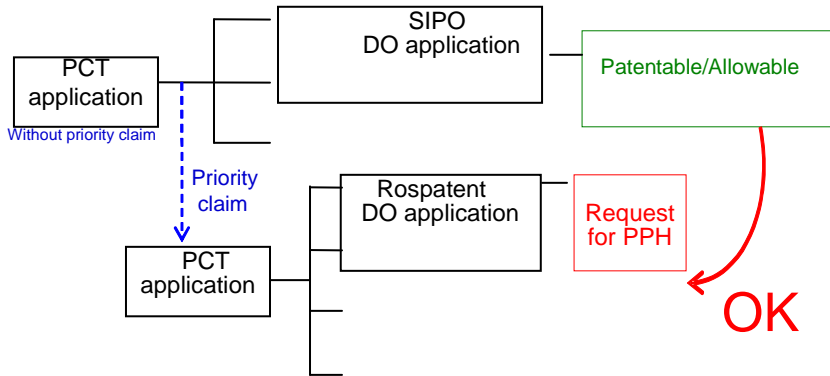 SIPO
DO application
PCT
application
Without priority claim
Patentable/Allowable
Priority
claim
Rospatent
DO application
Request
for PPH
PCT
application
OK